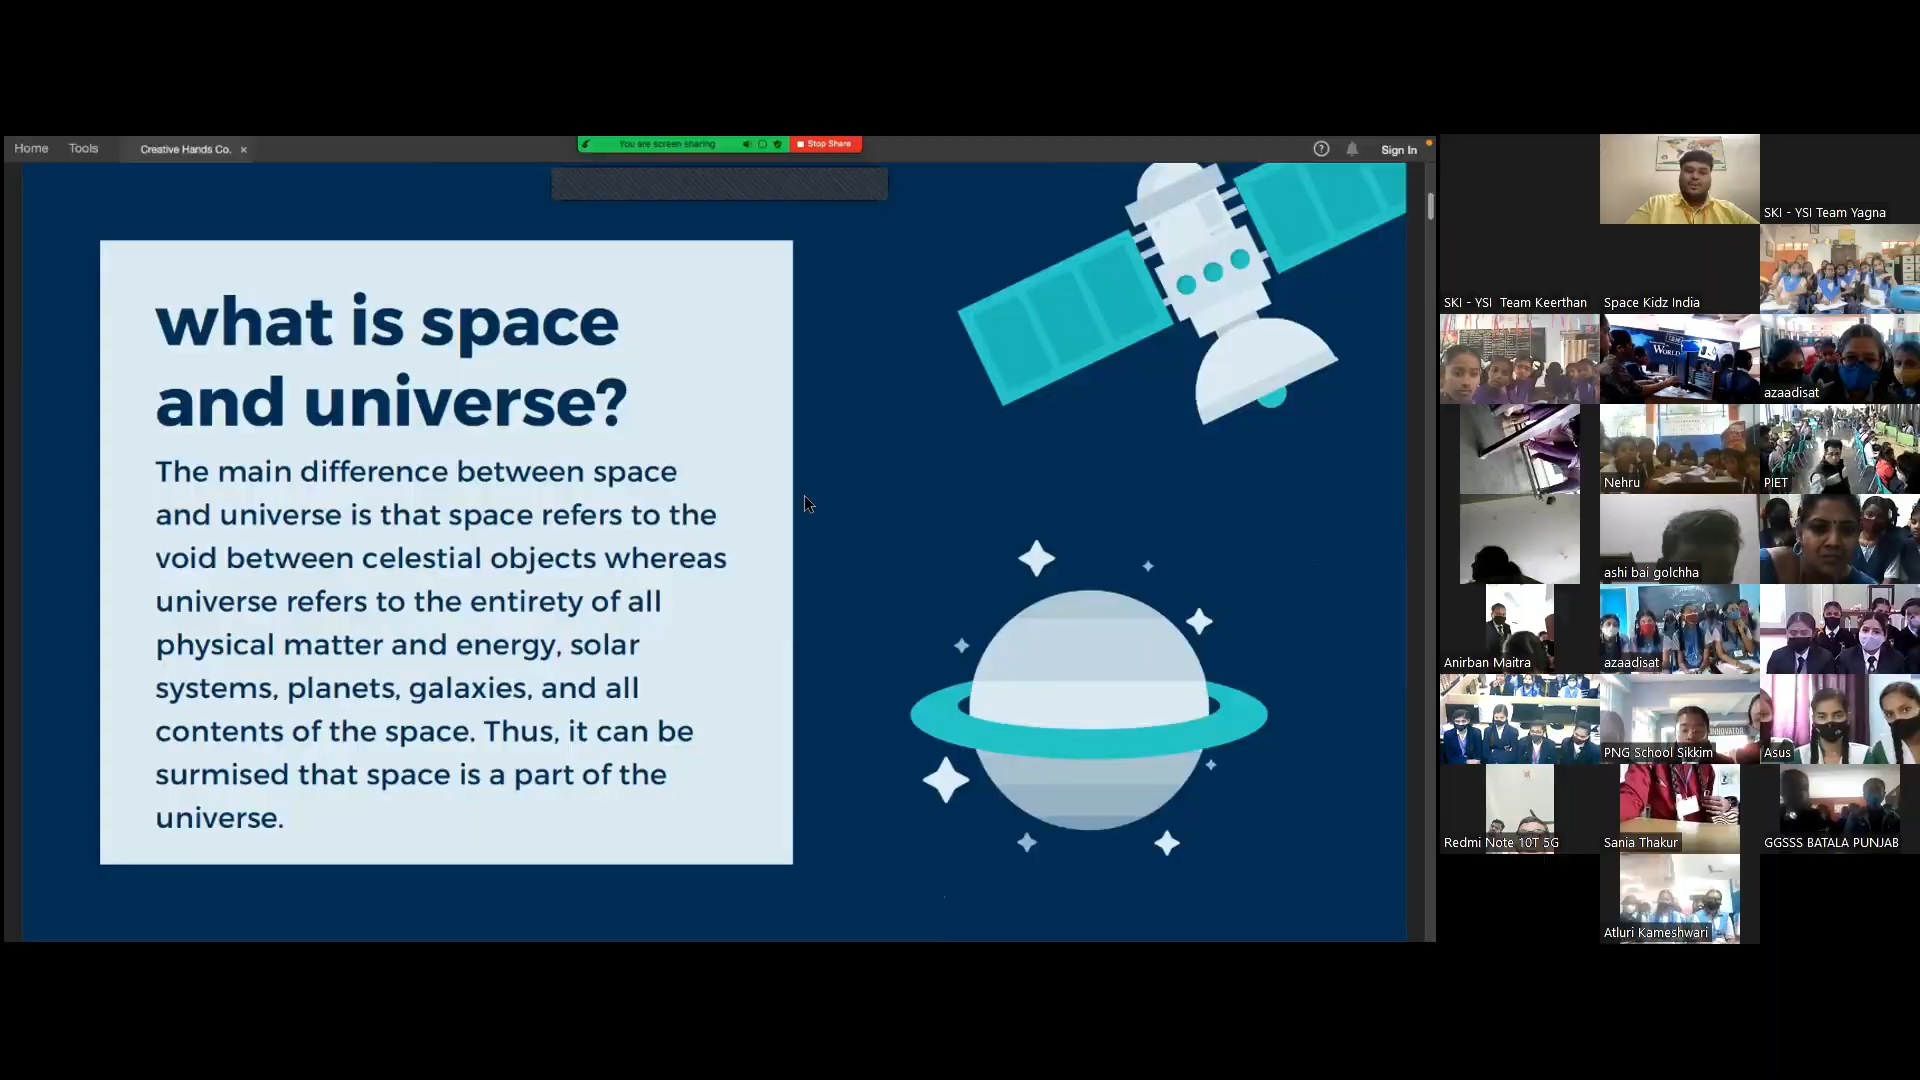 Home Tools Creative Hands Co. ×
You are screen sharing Stop Share
Sign In
what is space
and universe?
The main difference between space
and universe is that space refers to the
void between celestial objects whereas
universe refers to the entirety of all
physical matter and energy, solar
systems, planets, galaxies, and all
contents of the space. Thus, it can be
surmised that space is a part of the
universe.
SKI - YSI Team Yagna
SKI - YSI Team Keerthan
Space Kidz India
WORLD
azaadisat
Nehru
PIET
ashi bai golchha
Anirban Maitra
azaadisat
PNG School Sikkim
INNOVATOR
Asus
Redmi Note 10T 5G
Sania Thakur
GGSSS BATALA PUNJAB
Atluri Kameshwari